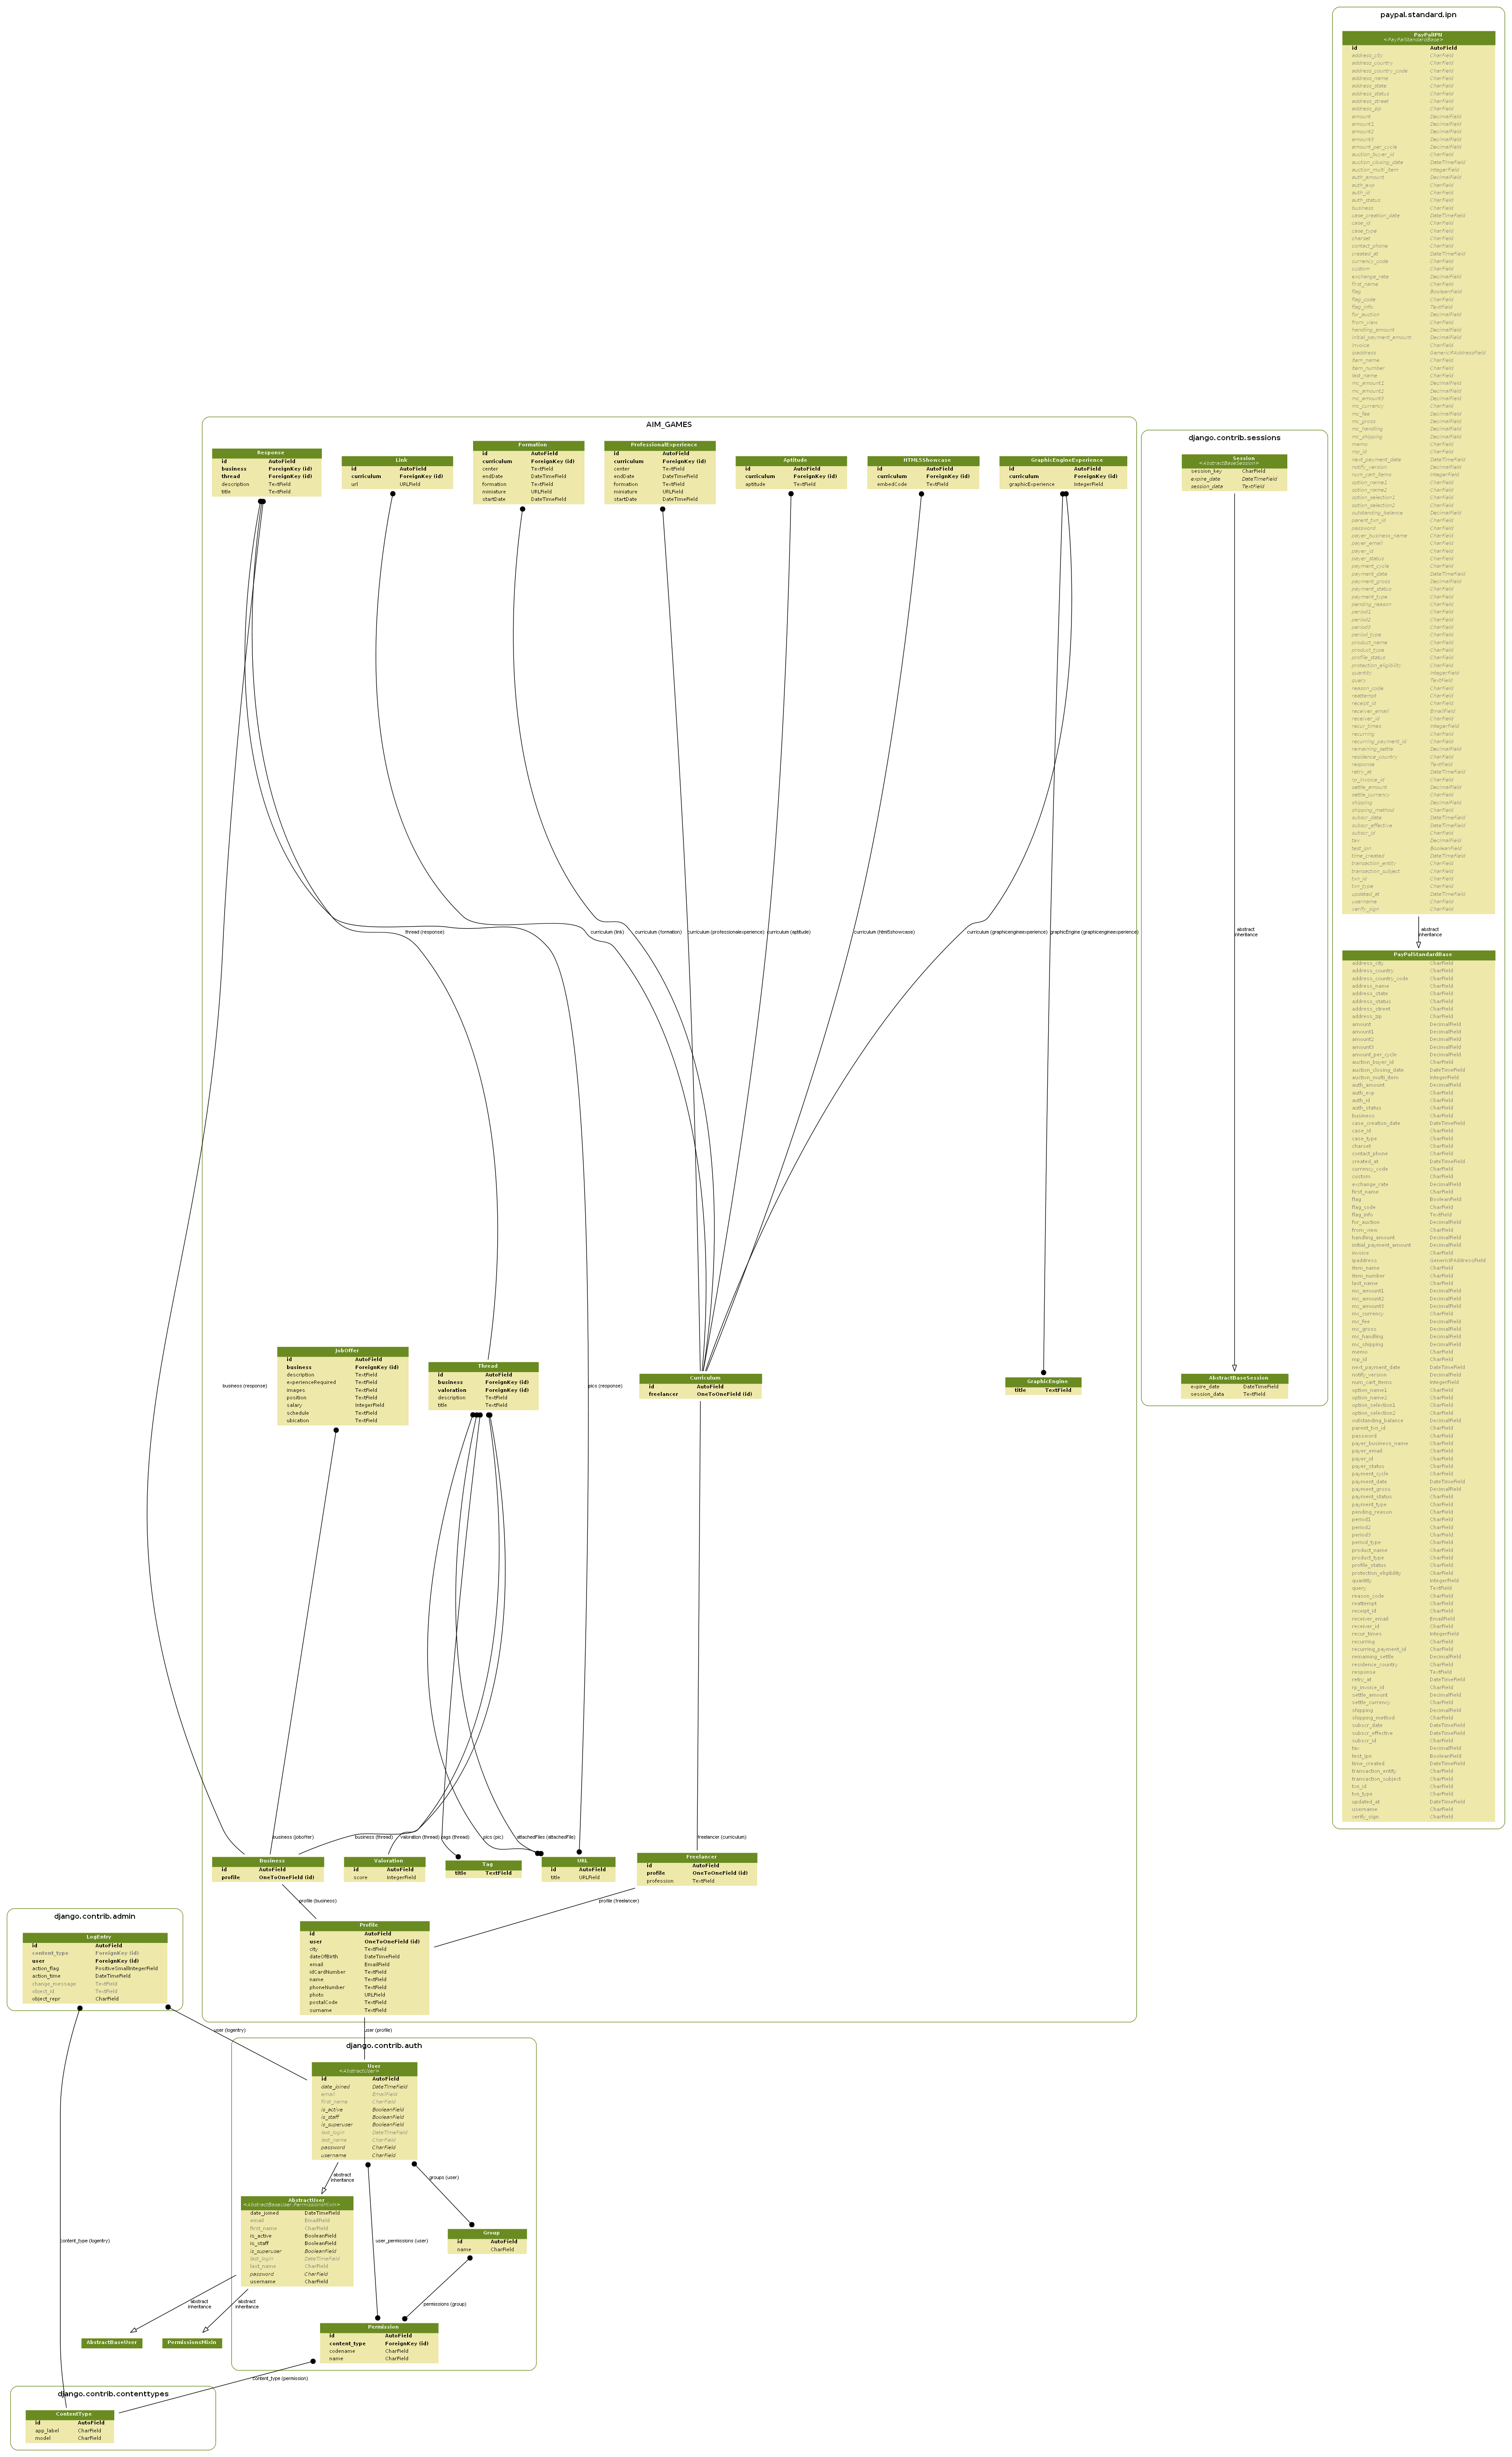 paypal.standard.ipn
PayPalIPN
<PayPalStandardBase>
id AutoField
address_city CharField
address_country CharField
address_country_code CharField
address_name CharField
address_state CharField
address_status CharField
address_street CharField
address_zip CharField
amount DecimalField
amount1 DecimalField
amount2 DecimalField
amount3 DecimalField
amount_per_cycle DecimalField
auction_buyer_id CharField
auction_closing_date DateTimeField
auction_multi_item IntegerField
auth_amount DecimalField
auth_exp CharField
auth_id CharField
auth_status CharField
business CharField
case_creation_date DateTimeField
case_id CharField
case_type CharField
charset CharField
contact_phone CharField
created_at DateTimeField
currency_code CharField
custom CharField
exchange_rate DecimalField
first_name CharField
flag BooleanField
flag_code CharField
flag_info TextField
for_auction DecimalField
from_view CharField
handling_amount DecimalField
initial_payment_amount DecimalField
invoice CharField
ipaddress GenericIPAddressField
item_name CharField
item_number CharField
last_name CharField
mc_amount1 DecimalField
mc_amount2 DecimalField
mc_amount3 DecimalField
mc_currency CharField
mc_fee DecimalField
mc_gross DecimalField
mc_handling DecimalField
mc_shipping DecimalField
memo CharField
mp_id CharField
next_payment_date DateTimeField
notify_version DecimalField
num_cart_items IntegerField
option_name1 CharField
option_name2 CharField
option_selection1 CharField
option_selection2 CharField
outstanding_balance DecimalField
parent_txn_id CharField
password CharField
payer_business_name CharField
payer_email CharField
payer_id CharField
payer_status CharField
payment_cycle CharField
payment_date DateTimeField
payment_gross DecimalField
payment_status CharField
payment_type CharField
pending_reason CharField
period1 CharField
period2 CharField
period3 CharField
period_type CharField
product_name CharField
product_type CharField
profile_status CharField
protection_eligibility CharField
quantity IntegerField
query TextField
reason_code CharField
reattempt CharField
receipt_id CharField
receiver_email EmailField
receiver_id CharField
recur_times IntegerField
recurring CharField
recurring_payment_id CharField
remaining_settle DecimalField
residence_country CharField
response TextField
retry_at DateTimeField
rp_invoice_id CharField
settle_amount DecimalField
settle_currency CharField
shipping DecimalField
shipping_method CharField
subscr_date DateTimeField
subscr_effective DateTimeField
subscr_id CharField
tax DecimalField
test_ipn BooleanField
time_created DateTimeField
transaction_entity CharField
transaction_subject CharField
txn_id CharField
txn_type CharField
updated_at DateTimeField
username CharField
verify_sign CharField
abstract
inheritance
PayPalStandardBase
address_city CharField
address_country CharField
address_country_code CharField
address_name CharField
address_state CharField
address_status CharField
address_street CharField
address_zip CharField
amount DecimalField
amount1 DecimalField
amount2 DecimalField
amount3 DecimalField
amount_per_cycle DecimalField
auction_buyer_id CharField
auction_closing_date DateTimeField
auction_multi_item IntegerField
auth_amount DecimalField
auth_exp CharField
auth_id CharField
auth_status CharField
business CharField
case_creation_date DateTimeField
case_id CharField
case_type CharField
charset CharField
contact_phone CharField
created_at DateTimeField
currency_code CharField
custom CharField
exchange_rate DecimalField
first_name CharField
flag BooleanField
flag_code CharField
flag_info TextField
for_auction DecimalField
from_view CharField
handling_amount DecimalField
initial_payment_amount DecimalField
invoice CharField
ipaddress GenericIPAddressField
item_name CharField
item_number CharField
last_name CharField
mc_amount1 DecimalField
mc_amount2 DecimalField
mc_amount3 DecimalField
mc_currency CharField
mc_fee DecimalField
mc_gross DecimalField
mc_handling DecimalField
mc_shipping DecimalField
memo CharField
mp_id CharField
next_payment_date DateTimeField
notify_version DecimalField
num_cart_items IntegerField
option_name1 CharField
option_name2 CharField
option_selection1 CharField
option_selection2 CharField
outstanding_balance DecimalField
parent_txn_id CharField
password CharField
payer_business_name CharField
payer_email CharField
payer_id CharField
payer_status CharField
payment_cycle CharField
payment_date DateTimeField
payment_gross DecimalField
payment_status CharField
payment_type CharField
pending_reason CharField
period1 CharField
period2 CharField
period3 CharField
period_type CharField
product_name CharField
product_type CharField
profile_status CharField
protection_eligibility CharField
quantity IntegerField
query TextField
reason_code CharField
reattempt CharField
receipt_id CharField
receiver_email EmailField
receiver_id CharField
recur_times IntegerField
recurring CharField
recurring_payment_id CharField
remaining_settle DecimalField
residence_country CharField
response TextField
retry_at DateTimeField
rp_invoice_id CharField
settle_amount DecimalField
settle_currency CharField
shipping DecimalField
shipping_method CharField
subscr_date DateTimeField
subscr_effective DateTimeField
subscr_id CharField
tax DecimalField
test_ipn BooleanField
time_created DateTimeField
transaction_entity CharField
transaction_subject CharField
txn_id CharField
txn_type CharField
updated_at DateTimeField
username CharField
verify_sign CharField
AIM_GAMES
Response
id AutoField
business ForeignKey (id)
thread ForeignKey (id)
description TextField
title TextField
Link
id AutoField
curriculum ForeignKey (id)
url URLField
Formation
id AutoField
curriculum ForeignKey (id)
center TextField
endDate DateTimeField
formation TextField
miniature URLField
startDate DateTimeField
ProfessionalExperience
id AutoField
curriculum ForeignKey (id)
center TextField
endDate DateTimeField
formation TextField
miniature URLField
startDate DateTimeField
Aptitude
id AutoField
curriculum ForeignKey (id)
aptitude TextField
HTML5Showcase
id AutoField
curriculum ForeignKey (id)
embedCode TextField
GraphicEngineExperience
id AutoField
curriculum ForeignKey (id)
graphicExperience IntegerField
django.contrib.sessions
Session
<AbstractBaseSession>
session_key CharField
expire_date DateTimeField
session_data TextField
thread (response)
curriculum (link)
curriculum (formation)
curriculum (professionalexperience)
curriculum (aptitude)
curriculum (html5showcase)
curriculum (graphicengineexperience)
graphicEngine (graphicengineexperience)
abstract
inheritance
JobOffer
id AutoField
business ForeignKey (id)
description TextField
experienceRequired TextField
images TextField
position TextField
salary IntegerField
schedule TextField
ubication TextField
Thread
id AutoField
business ForeignKey (id)
valoration ForeignKey (id)
description TextField
title TextField
Curriculum
id AutoField
freelancer OneToOneField (id)
GraphicEngine
title TextField
AbstractBaseSession
expire_date DateTimeField
session_data TextField
business (response)
pics (response)
business (joboffer)
business (thread)
valoration (thread)
tags (thread)
pics (pic)
attachedFiles (attachedFile)
freelancer (curriculum)
Business
id AutoField
profile OneToOneField (id)
Valoration
id AutoField
score IntegerField
Tag
title TextField
URL
id AutoField
title URLField
Freelancer
id AutoField
profile OneToOneField (id)
profession TextField
profile (business)
profile (freelancer)
Profile
id AutoField
user OneToOneField (id)
city TextField
dateOfBirth DateTimeField
email EmailField
idCardNumber TextField
name TextField
phoneNumber TextField
photo URLField
postalCode TextField
surname TextField
django.contrib.admin
LogEntry
id AutoField
content_type ForeignKey (id)
user ForeignKey (id)
action_flag PositiveSmallIntegerField
action_time DateTimeField
change_message TextField
object_id TextField
object_repr CharField
user (logentry)
user (profile)
django.contrib.auth
User
<AbstractUser>
id AutoField
date_joined DateTimeField
email EmailField
first_name CharField
is_active BooleanField
is_staff BooleanField
is_superuser BooleanField
last_login DateTimeField
last_name CharField
password CharField
username CharField
abstract
inheritance
groups (user)
AbstractUser
<AbstractBaseUser,PermissionsMixin>
date_joined DateTimeField
email EmailField
first_name CharField
is_active BooleanField
is_staff BooleanField
is_superuser BooleanField
last_login DateTimeField
last_name CharField
password CharField
username CharField
Group
id AutoField
name CharField
content_type (logentry)
user_permissions (user)
abstract
inheritance
abstract
inheritance
permissions (group)
AbstractBaseUser
PermissionsMixin
Permission
id AutoField
content_type ForeignKey (id)
codename CharField
name CharField
content_type (permission)
django.contrib.contenttypes
ContentType
id AutoField
app_label CharField
model CharField